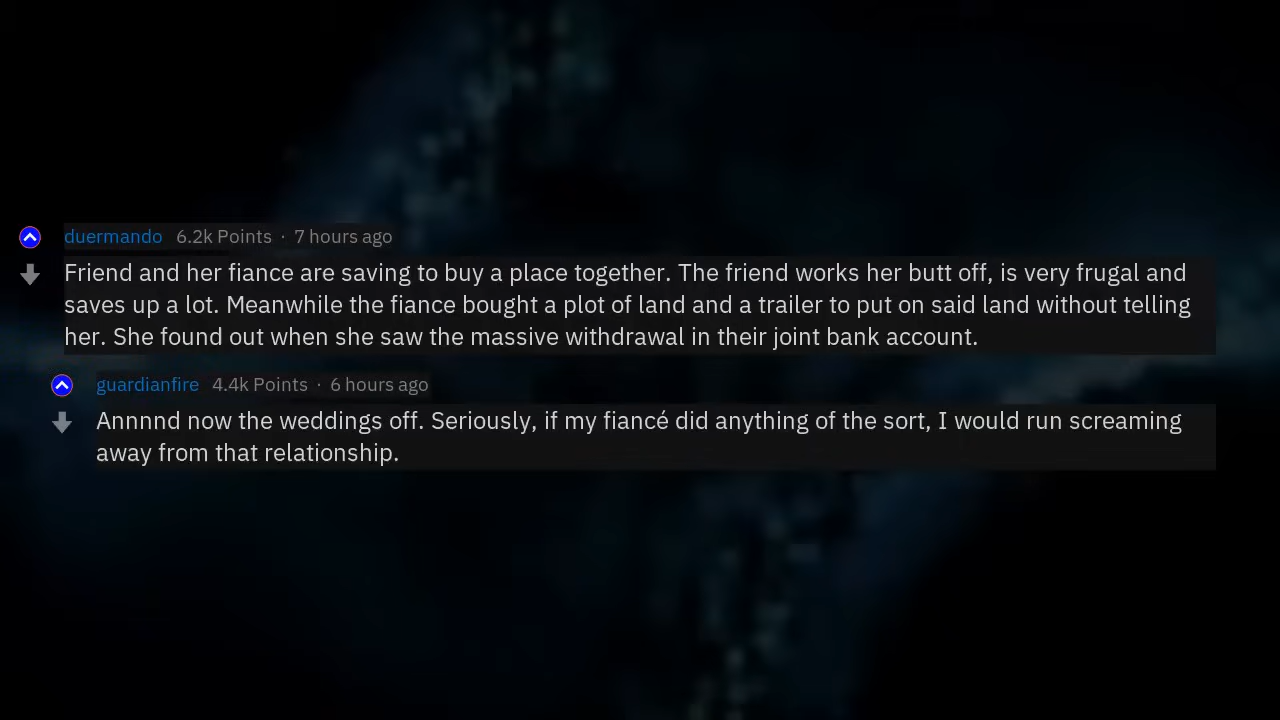 duermando 6.2k Points · 7 hours ago
Friend and her fiance are saving to buy a place together. The friend works her butt off, is very frugal and
saves up a lot. Meanwhile the fiance bought a plot of land and a trailer to put on said land without telling
her. She found out when she saw the massive withdrawal in their joint bank account.
guardianfire 4.4k Points · 6 hours ago
Annnnd now the weddings off. Seriously, if my fiancé did anything of the sort, I would run screaming
away from that relationship.